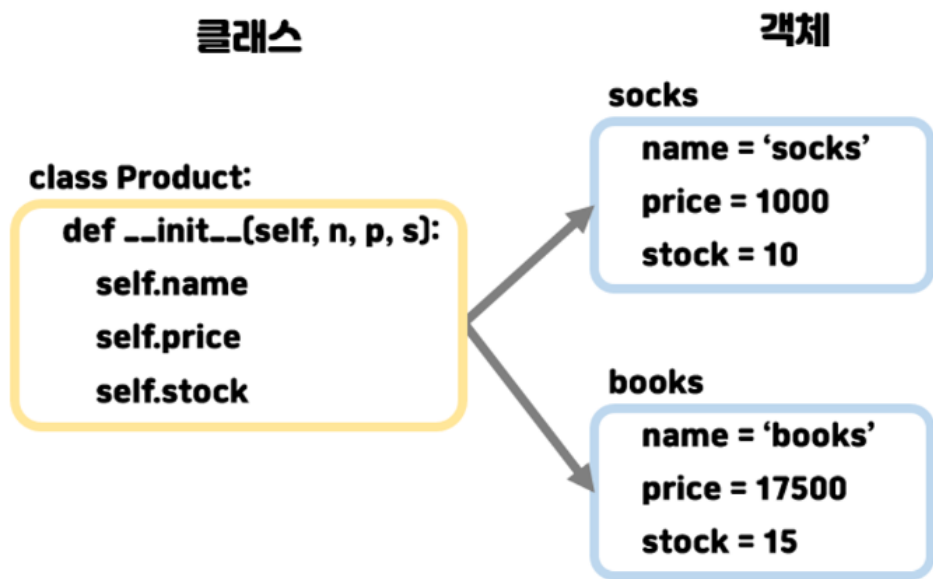 클래스
class Product:
def __init__(self, n, p, s):
self.name
self.price
self.stock
객체
socks
name = ‘socks’
price = 1000
stock = 10
books
name = ‘books’
price = 17500
stock = 15